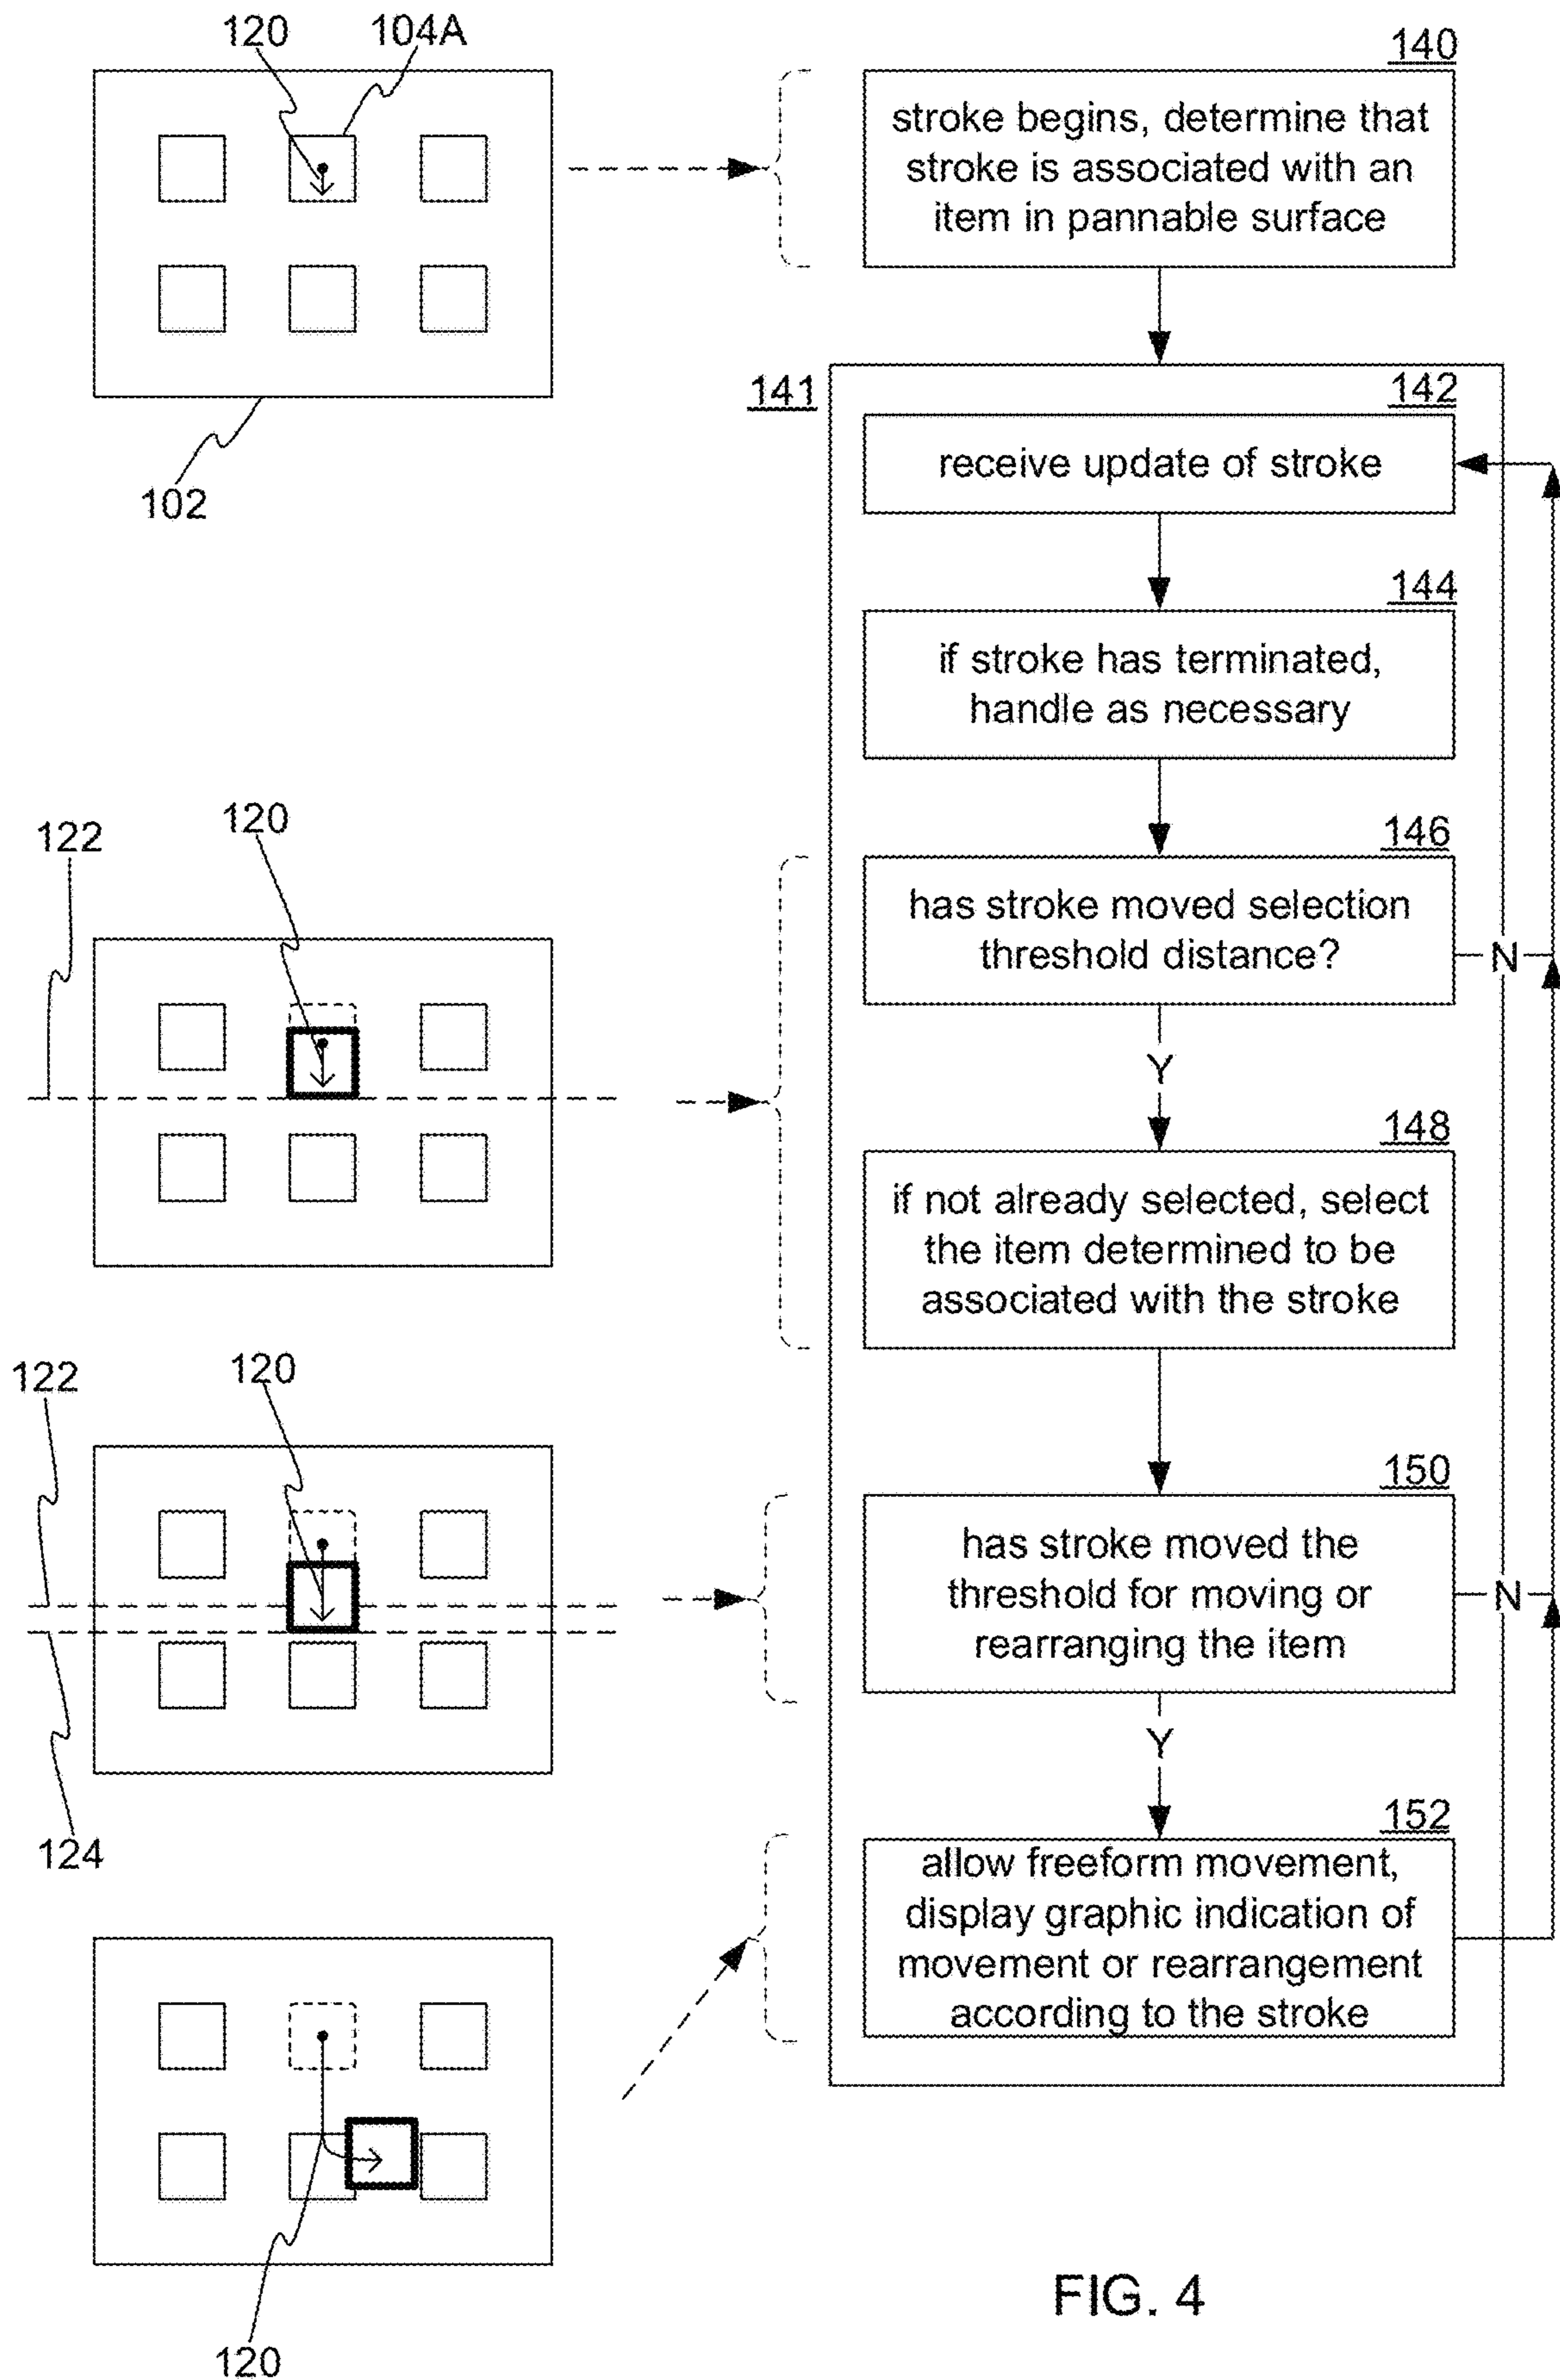 120
104A
102
140
stroke begins, determine that
stroke is associated with an
item in pannable surface
141
142
receive update of stroke
144
if stroke has terminated,
handle as necessary
122
120
146
has stroke moved selection
threshold distance?
N
Y
148
if not already selected, select
the item determined to be
associated with the stroke
122
120
124
150
has stroke moved the
threshold for moving or
rearranging the item
N
Y
152
allow freeform movement,
display graphic indication of
movement or rearrangement
according to the stroke
120
FIG. 4